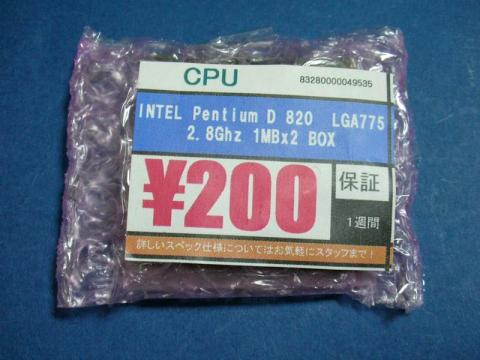 CPU
83280000049535
INTEL Pentium D 820 LGA775
2.8Ghz 1MBx2 BOX
¥200
保証
1週間
詳しいスペック仕様についてはお気軽にスタッフまで!